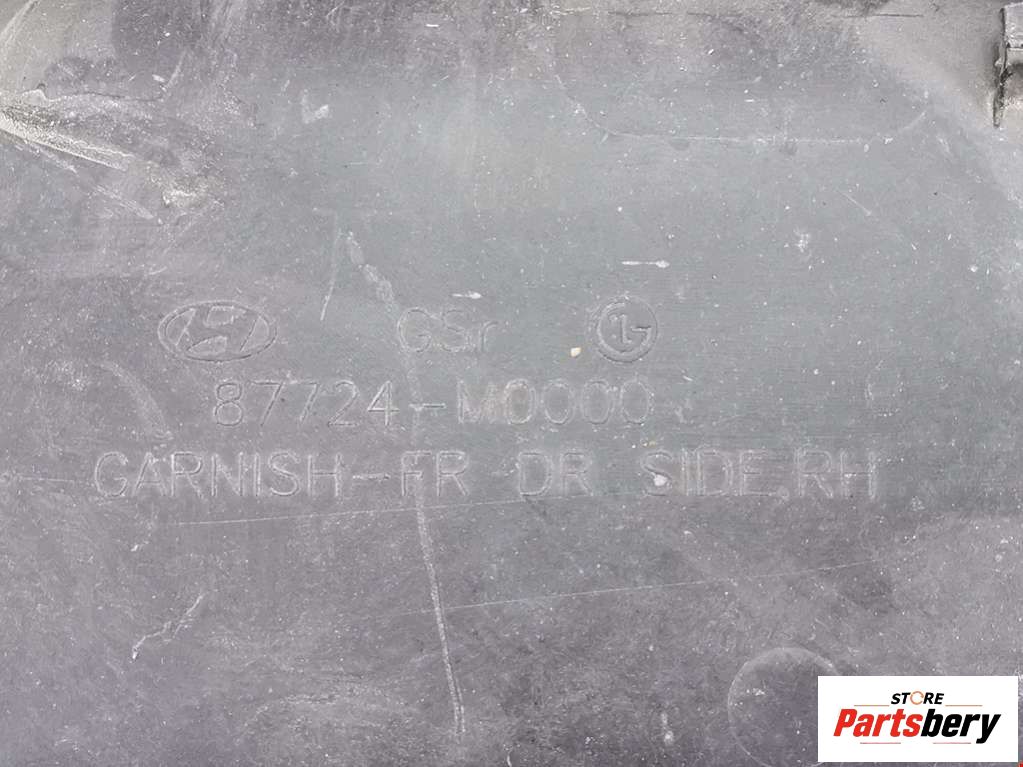 GSr
87724-M0000
GARNISH-FR DR SIDE,RH
STORE
Partsbery